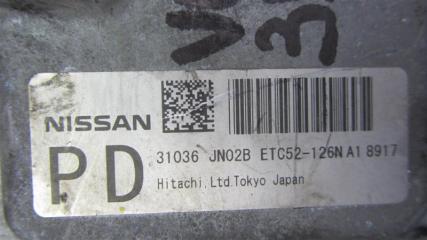 NISSAN
PD
31036 JN02B ETC52-126N A1 8917
Hitachi,Ltd.Tokyo Japan